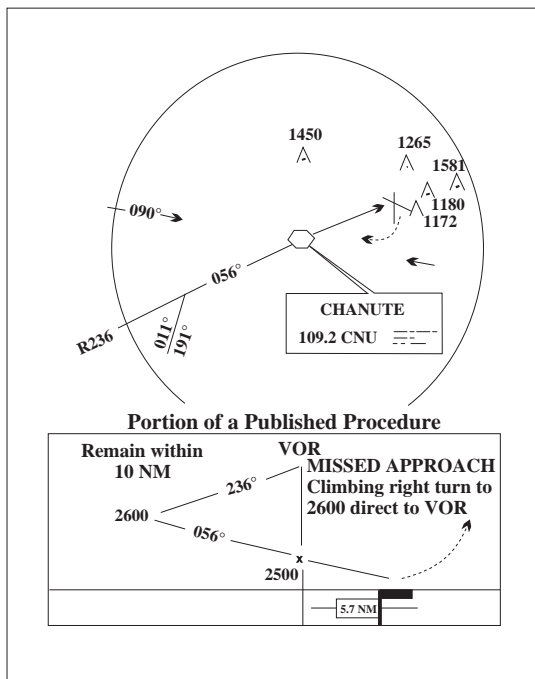 1450
1265
1581
1180
1172
090°
056°
R236
011°
191°
CHANUTE
109.2 CNU
Portion of a Published Procedure
Remain within
10 NM
VOR
MISSED APPROACH
Climbing right turn to
2600 direct to VOR
236°
2600
056°
x
2500
5.7 NM